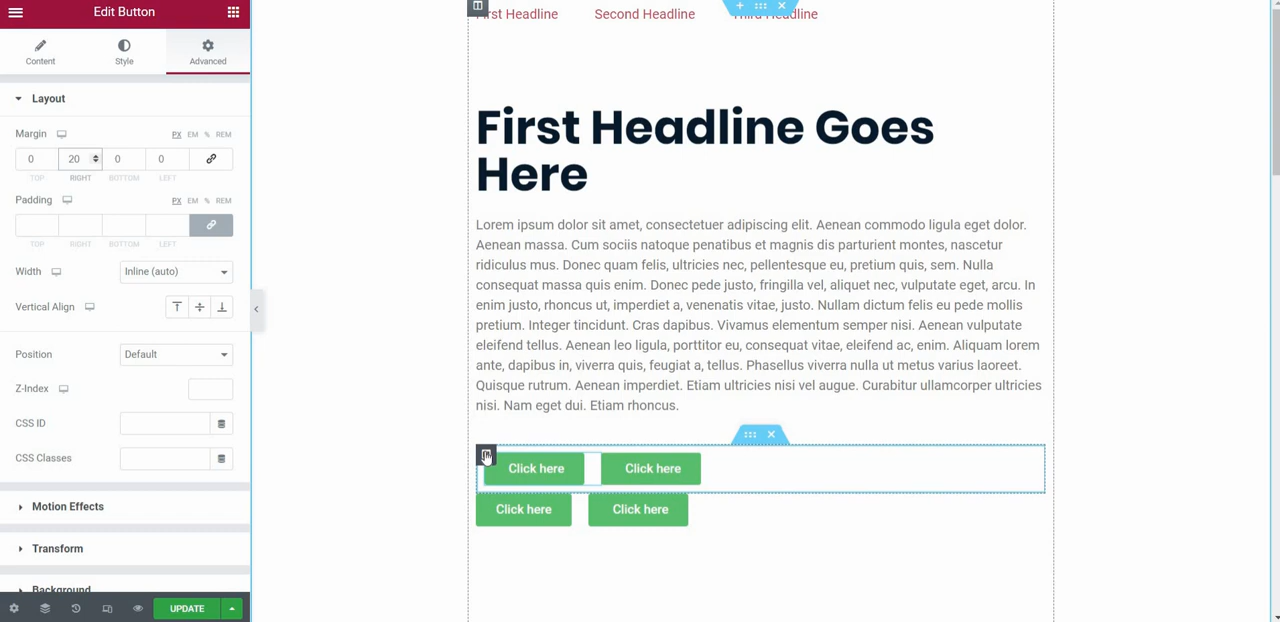 Edit Button
Content Style Advanced
Layout
Margin PX EM % REM
0 20 0 0
TOP RIGHT BOTTOM LEFT
Padding PX EM % REM
TOP RIGHT BOTTOM LEFT
Width Inline (auto)
Vertical Align
Position Default
Z-Index
CSS ID
CSS Classes
Motion Effects
Transform
Background
UPDATE
First Headline Second Headline Third Headline
First Headline Goes
Here
Lorem ipsum dolor sit amet, consectetuer adipiscing elit. Aenean commodo ligula eget dolor.
Aenean massa. Cum sociis natoque penatibus et magnis dis parturient montes, nascetur
ridiculus mus. Donec quam felis, ultricies nec, pellentesque eu, pretium quis, sem. Nulla
consequat massa quis enim. Donec pede justo, fringilla vel, aliquet nec, vulputate eget, arcu. In
enim justo, rhoncus ut, imperdiet a, venenatis vitae, justo. Nullam dictum felis eu pede mollis
pretium. Integer tincidunt. Cras dapibus. Vivamus elementum semper nisi. Aenean vulputate
eleifend tellus. Aenean leo ligula, porttitor eu, consequat vitae, eleifend ac, enim. Aliquam lorem
ante, dapibus in, viverra quis, feugiat a, tellus. Phasellus viverra nulla ut metus varius laoreet.
Quisque rutrum. Aenean imperdiet. Etiam ultricies nisi vel augue. Curabitur ullamcorper ultricies
nisi. Nam eget dui. Etiam rhoncus.
Click here Click here
Click here Click here